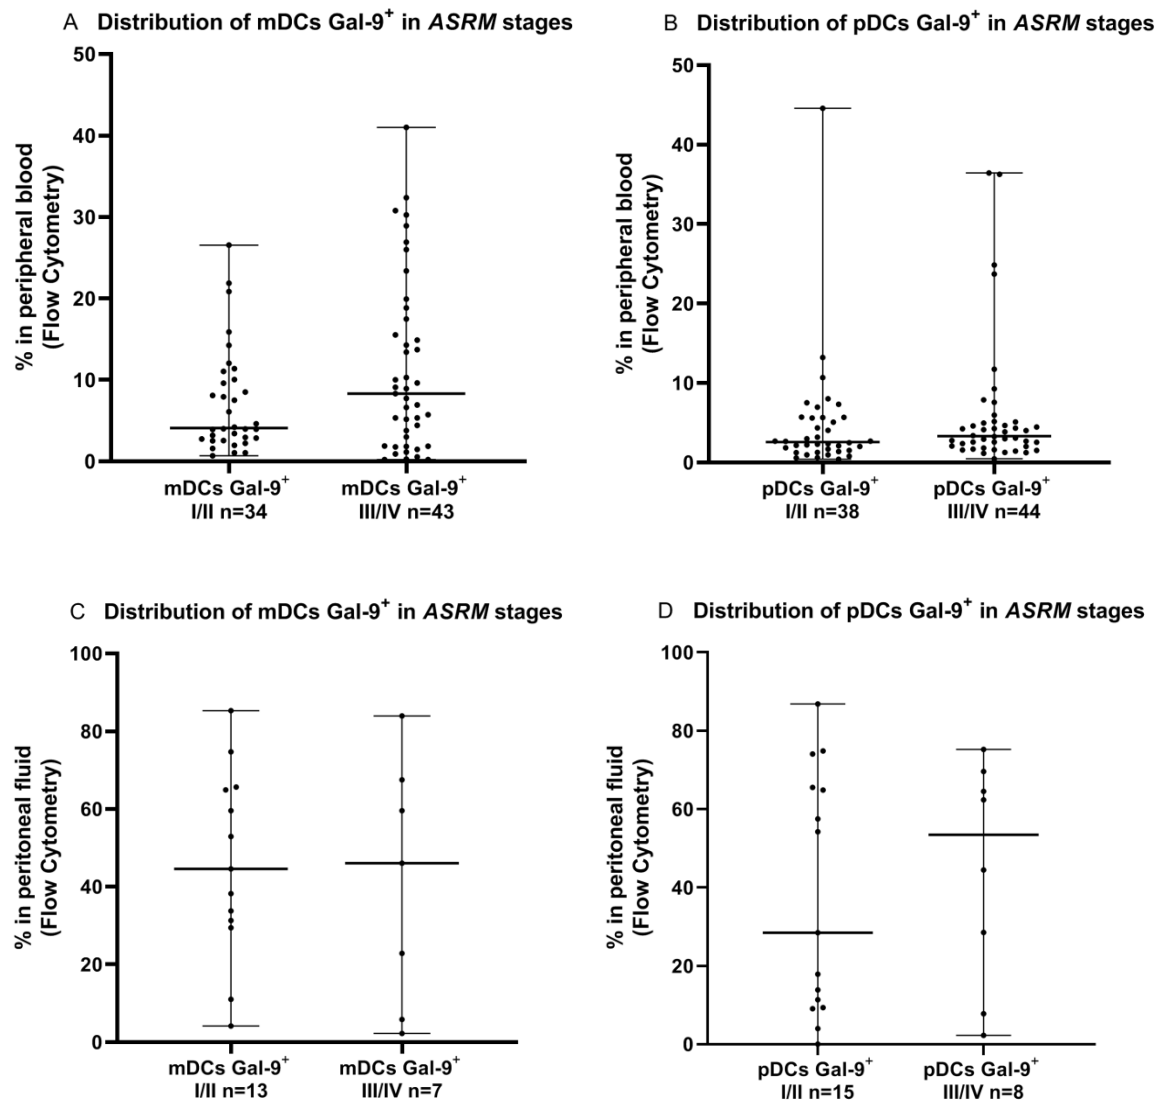 A Distribution of mDCs Gal-9⁺ in ASRM stages
% in peripheral blood
(Flow Cytometry)
50
40
30
20
10
0
mDCs Gal-9⁺
I/II n=34
mDCs Gal-9⁺
III/IV n=43
B Distribution of pDCs Gal-9⁺ in ASRM stages
% in peripheral blood
(Flow Cytometry)
50
40
30
20
10
0
pDCs Gal-9⁺
I/II n=38
pDCs Gal-9⁺
III/IV n=44
C Distribution of mDCs Gal-9⁺ in ASRM stages
% in peritoneal fluid
(Flow Cytometry)
100
80
60
40
20
0
mDCs Gal-9⁺
I/II n=13
mDCs Gal-9⁺
III/IV n=7
D Distribution of pDCs Gal-9⁺ in ASRM stages
% in peritoneal fluid
(Flow Cytometry)
100
80
60
40
20
0
pDCs Gal-9⁺
I/II n=15
pDCs Gal-9⁺
III/IV n=8